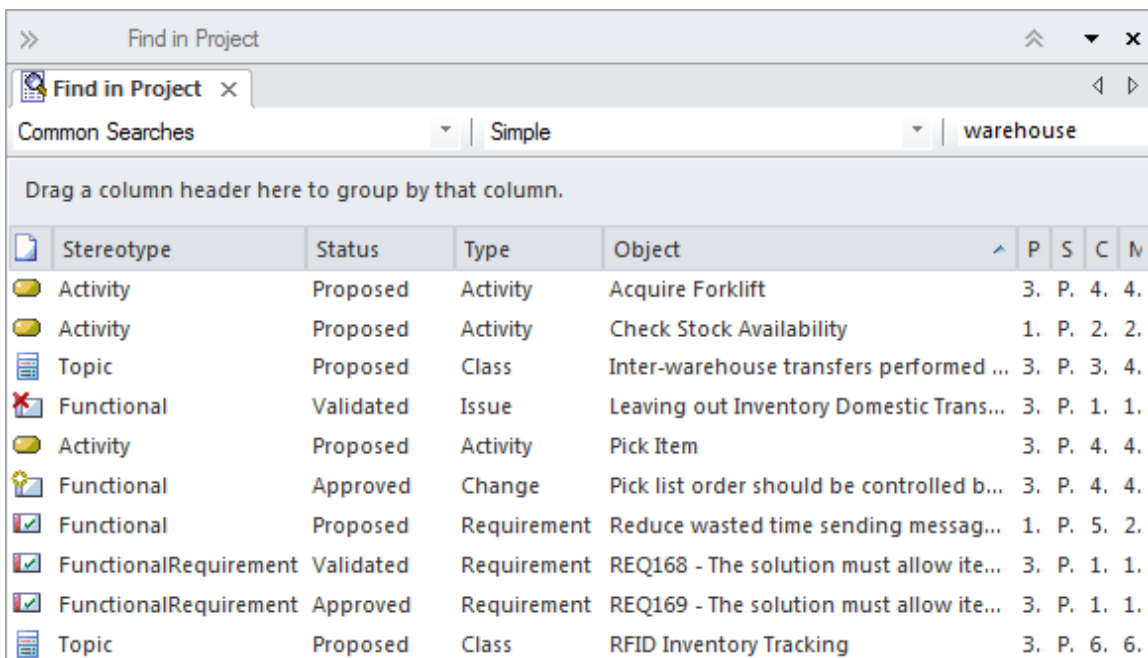 Find in Project
Find in Project
Common Searches Simple warehouse
Drag a column header here to group by that column.
Stereotype Status Type Object P S C M
Activity Proposed Activity Acquire Forklift 3. P. 4. 4.
Activity Proposed Activity Check Stock Availability 1. P. 2. 2.
Topic Proposed Class Inter-warehouse transfers performed ... 3. P. 3. 4.
Functional Validated Issue Leaving out Inventory Domestic Trans... 3. P. 1. 1.
Activity Proposed Activity Pick Item 3. P. 4. 4.
Functional Approved Change Pick list order should be controlled b... 3. P. 4. 4.
Functional Proposed Requirement Reduce wasted time sending messag... 1. P. 5. 2.
FunctionalRequirement Validated Requirement REQ168 - The solution must allow ite... 3. P. 1. 1.
FunctionalRequirement Approved Requirement REQ169 - The solution must allow ite... 3. P. 1. 1.
Topic Proposed Class RFID Inventory Tracking 3. P. 6. 6.